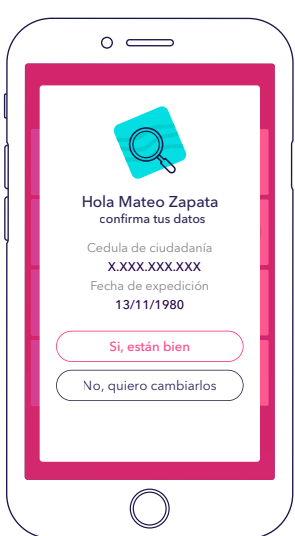 Hola Mateo Zapata
confirma tus datos
Cedula de ciudadanía
X.XXX.XXX.XXX
Fecha de expedición
13/11/1980
Si, están bien
No, quiero cambiarlos